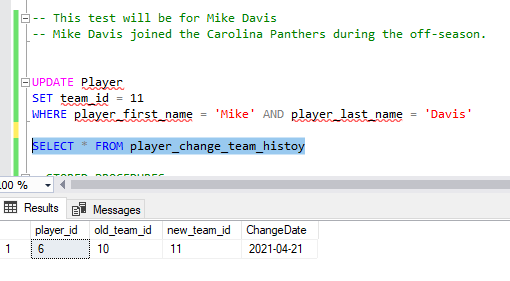 -- This test will be for Mike Davis
-- Mike Davis joined the Carolina Panthers during the off-season.
UPDATE Player
SET team_id = 11
WHERE player_first_name = 'Mike' AND player_last_name = 'Davis'
SELECT * FROM player_change_team_histoy
-- STORED PROCEDURES
00 %
Results Messages
player_id old_team_id new_team_id ChangeDate
1 6 10 11 2021-04-21